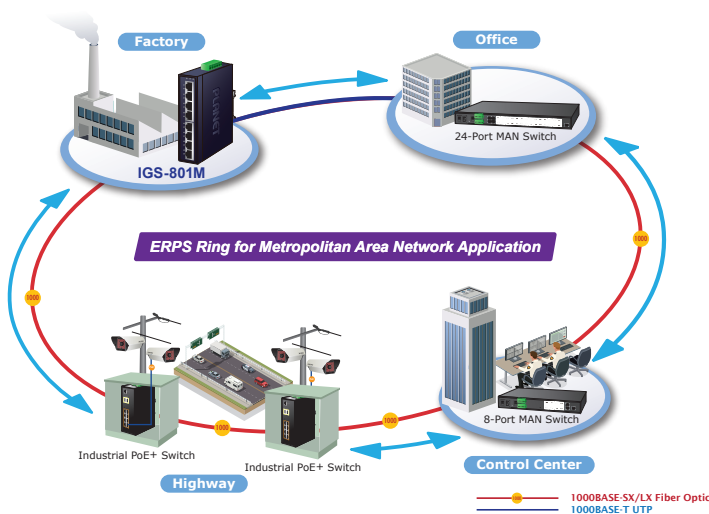 Factory
Office
PLANET
24-Port MAN Switch
IGS-801M
1000
ERPS Ring for Metropolitan Area Network Application
1000
1000
1000
8-Port MAN Switch
Industrial PoE+ Switch
Industrial PoE+ Switch
Control Center
Highway
1000BASE-SX/LX Fiber Optic
1000BASE-T UTP